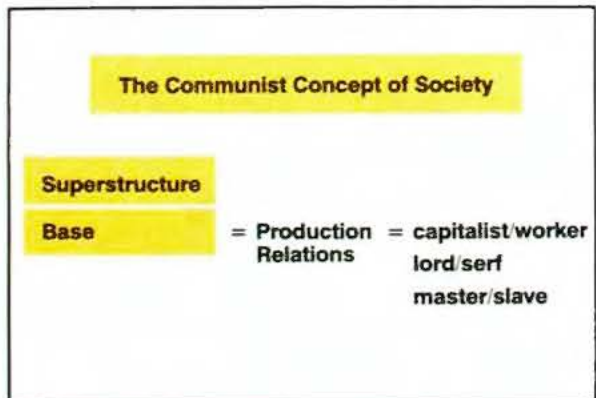 The Communist Concept of Society
Superstructure
Base = Production = capitalist/worker
Relations lord/serf
master/slave